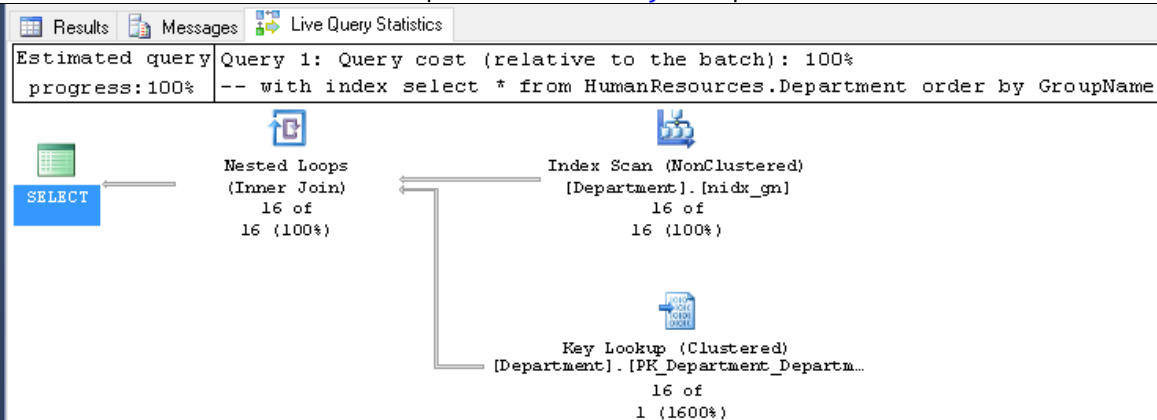 Results Messages Live Query Statistics
Estimated query Query 1: Query cost (relative to the batch): 100%
progress:100% -- with index select * from HumanResources.Department order by GroupName
SELECT
Nested Loops
(Inner Join)
16 of
16 (100%)
Index Scan (NonClustered)
[Department].[nidx_gn]
16 of
16 (100%)
Key Lookup (Clustered)
[Department].[PK_Department_Departm…
16 of
1 (1600%)